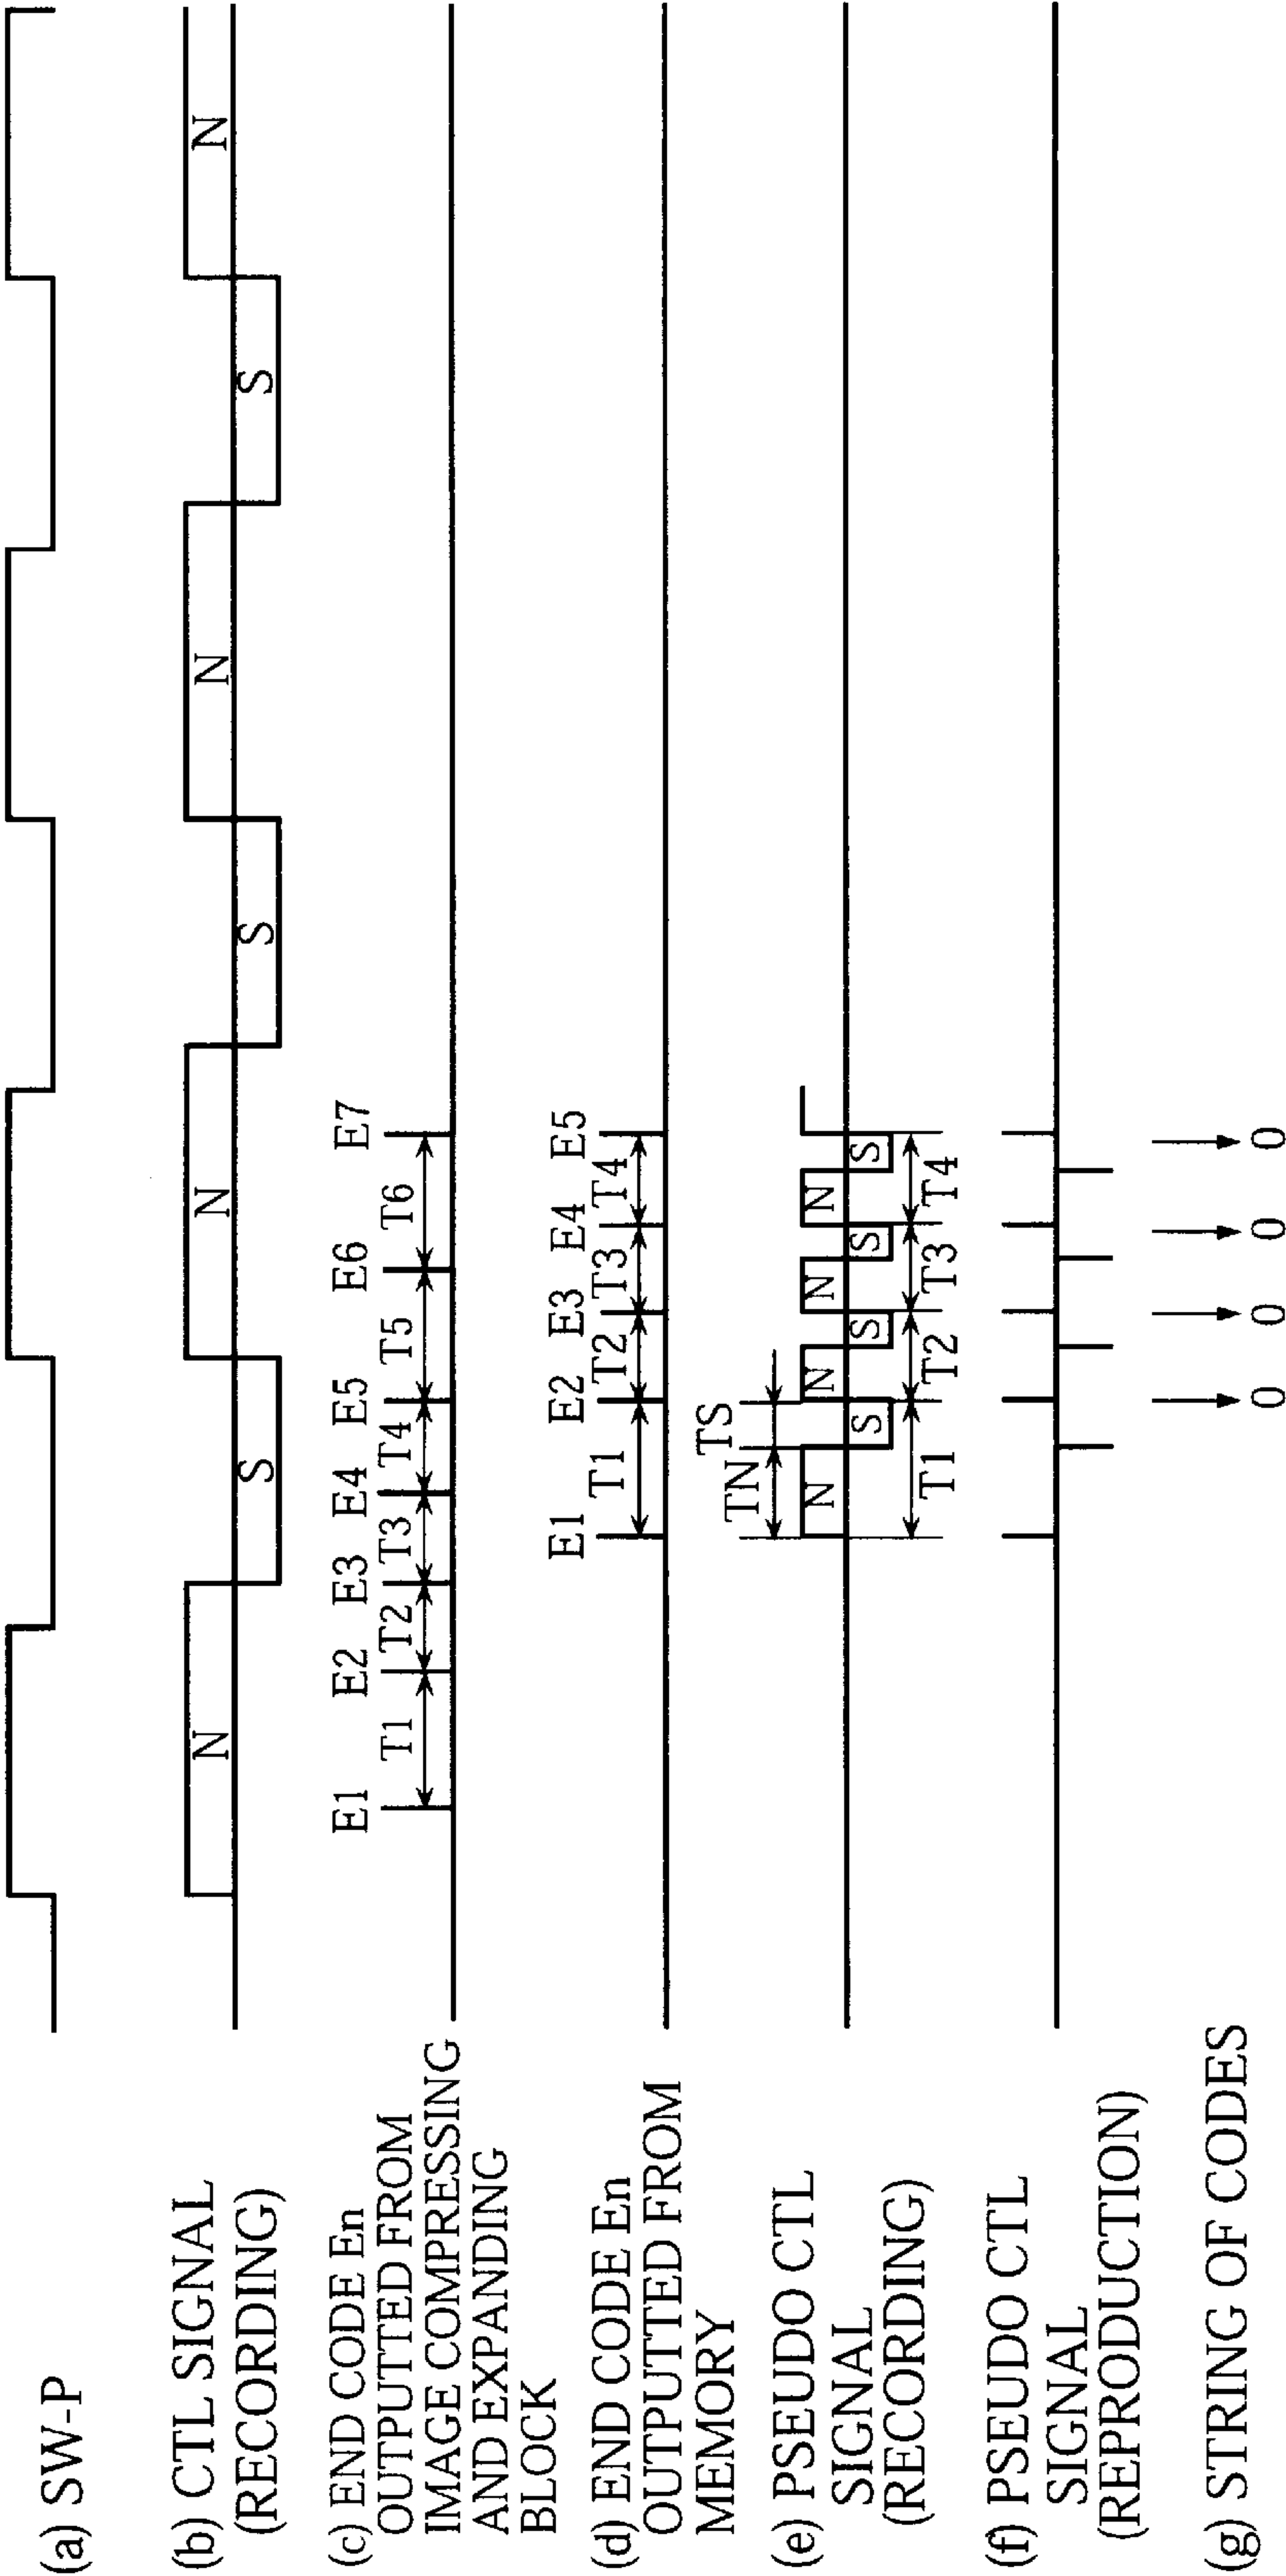 (a) SW-P
(b) CTL SIGNAL
(RECORDING)
N S N S N S N
(c) END CODE En
OUTPUTTED FROM
IMAGE COMPRESSING
AND EXPANDING
BLOCK
E1 E2 E3 E4 E5 E6 E7
T1 T2 T3 T4 T5 T6
(d) END CODE En
OUTPUTTED FROM
MEMORY
E1 E2 E3 E4 E5
T1 T2 T3 T4
(e) PSEUDO CTL
SIGNAL
(RECORDING)
TN TS
N S N S N S N S
T1 T2 T3 T4
(f) PSEUDO CTL
SIGNAL
(REPRODUCTION)
(g) STRING OF CODES
0 0 0 0